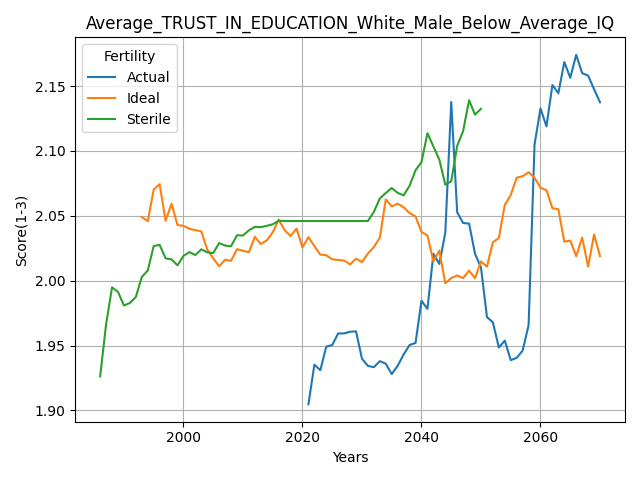 Average_TRUST_IN_EDUCATION_White_Male_Below_Average_IQ
Fertility
Actual
Ideal
Sterile
2.15
2.10
2.05
2.00
1.95
1.90
Score(1-3)
2000
2020
2040
2060
Years